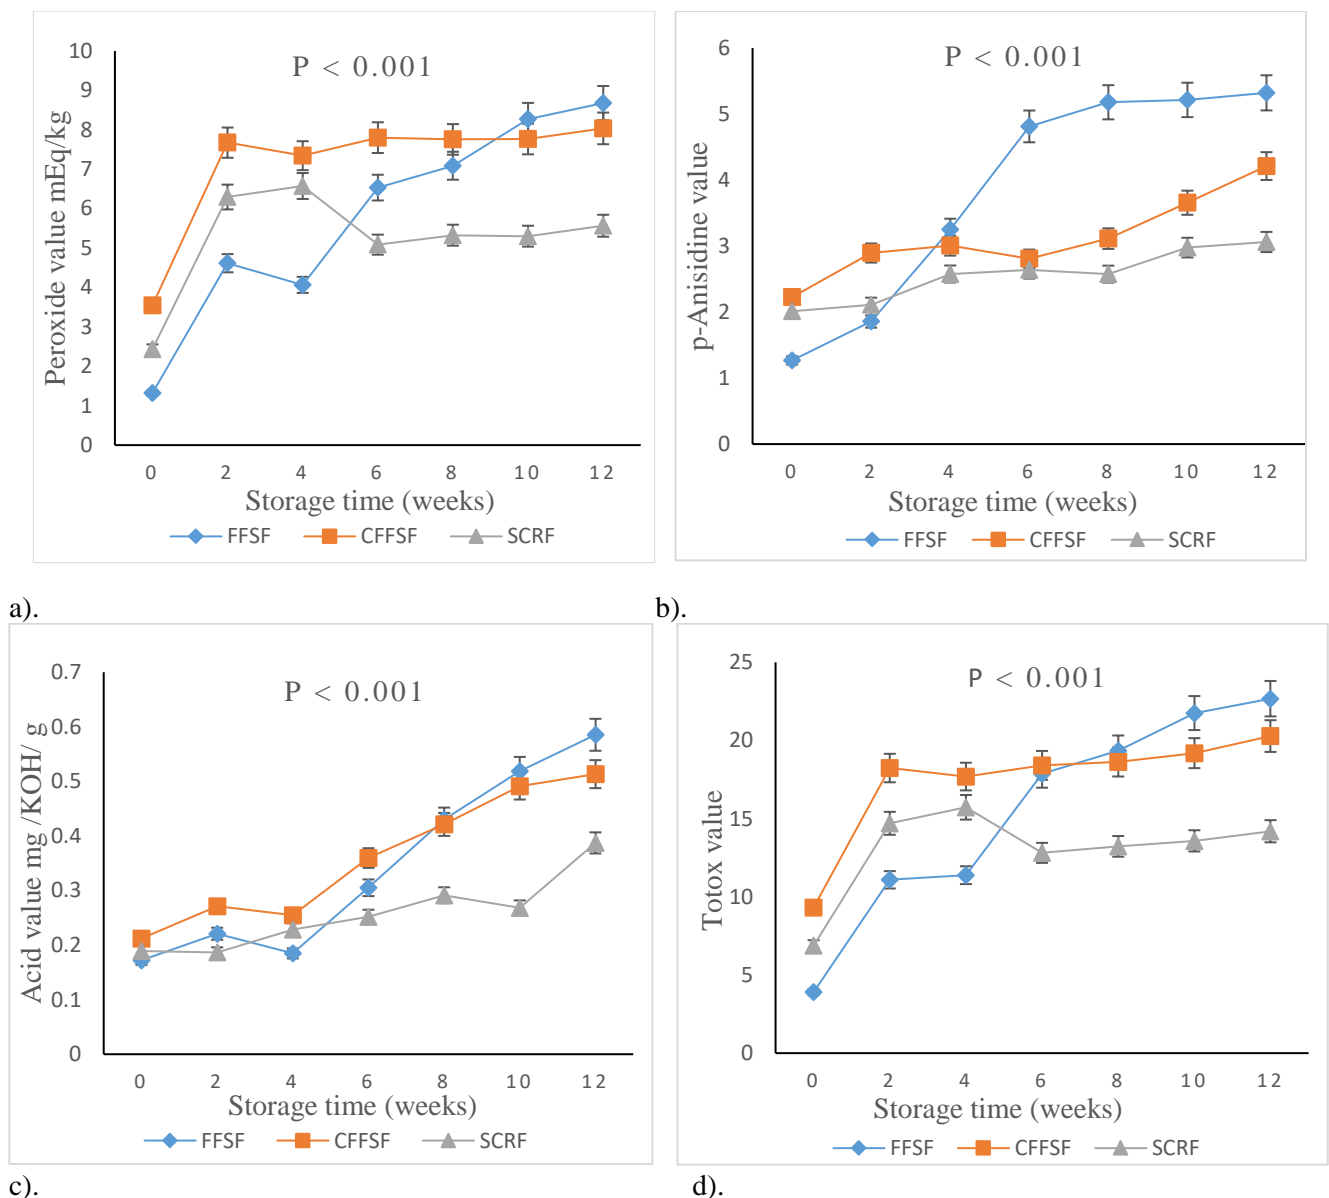 10
9
8
7
6
5
4
3
2
1
0
P < 0.001
Peroxide value mEq/kg
0 2 4 6 8 10 12
Storage time (weeks)
FFSF CFFSF SCRF
a).
6
5
4
3
2
1
0
P < 0.001
p-Anisidine value
0 2 4 6 8 10 12
Storage time (weeks)
FFSF CFFSF SCRF
b).
0.7
0.6
0.5
0.4
0.3
0.2
0.1
0
P < 0.001
Acid value mg /KOH/ g
0 2 4 6 8 10 12
Storage time (weeks)
FFSF CFFSF SCRF
c).
25
20
15
10
5
0
P < 0.001
Totox value
0 2 4 6 8 10 12
Storage time (weeks)
FFSF CFFSF SCRF
d).